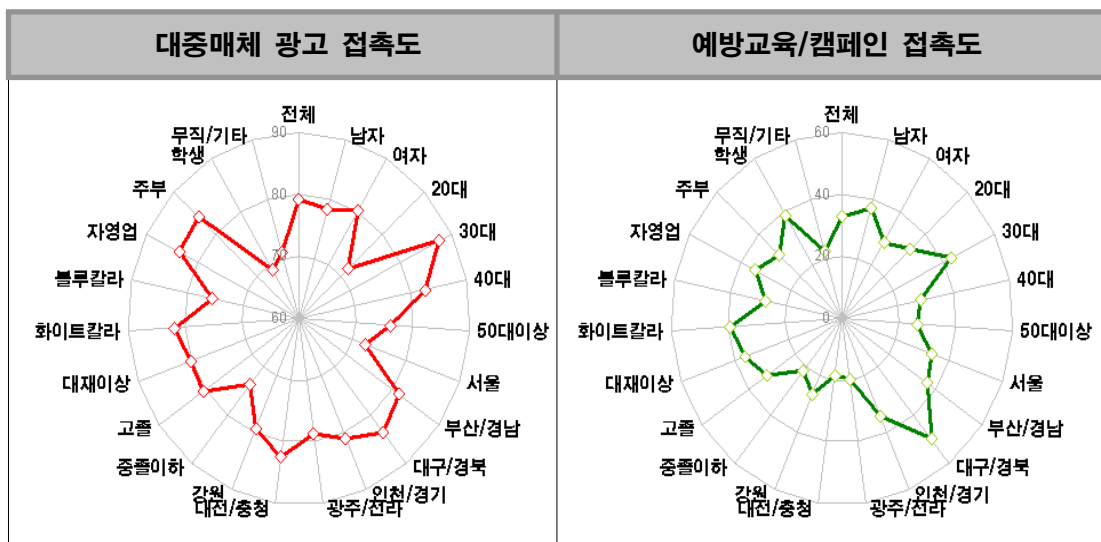 대중매체 광고 접촉도
예방교육/캠페인 접촉도
전체
남자
여자
20대
30대
40대
50대이상
서울
부산/경남
대구/경북
인천/경기
광주/전라
대전/충청
강원
중졸이하
고졸
대재이상
화이트칼라
블루칼라
자영업
주부
학생
무직/기타
90
80
70
60
전체
남자
여자
20대
30대
40대
50대이상
서울
부산/경남
대구/경북
인천/경기
광주/전라
대전/충청
강원
중졸이하
고졸
대재이상
화이트칼라
블루칼라
자영업
주부
학생
무직/기타
60
40
20
0